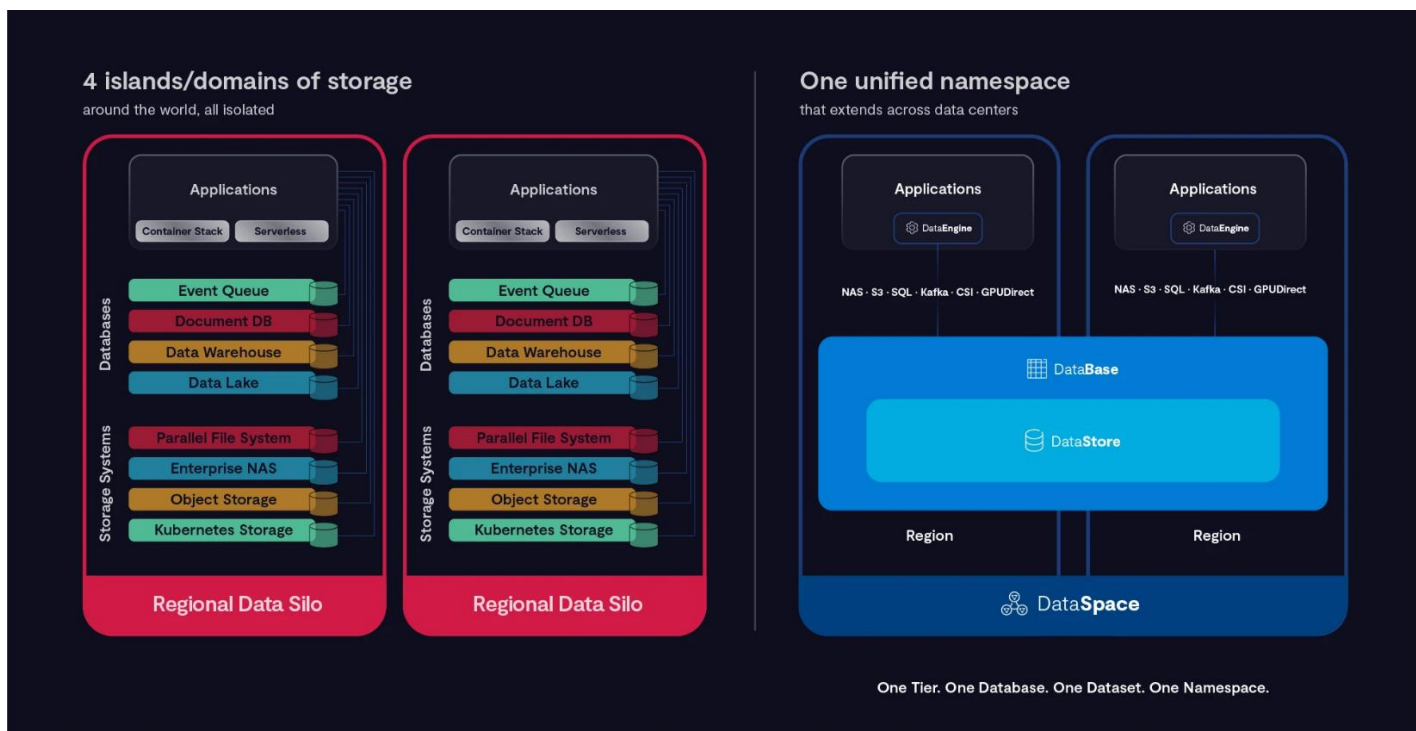 4 islands/domains of storage
around the world, all isolated
Applications
Container Stack
Serverless
Databases
Event Queue
Document DB
Data Warehouse
Data Lake
Storage Systems
Parallel File System
Enterprise NAS
Object Storage
Kubernetes Storage
Regional Data Silo
Applications
Container Stack
Serverless
Databases
Event Queue
Document DB
Data Warehouse
Data Lake
Storage Systems
Parallel File System
Enterprise NAS
Object Storage
Kubernetes Storage
Regional Data Silo
One unified namespace
that extends across data centers
Applications
DataEngine
NAS · S3 · SQL · Kafka · CSI · GPUDirect
Applications
DataEngine
NAS · S3 · SQL · Kafka · CSI · GPUDirect
DataBase
DataStore
Region
Region
DataSpace
One Tier. One Database. One Dataset. One Namespace.